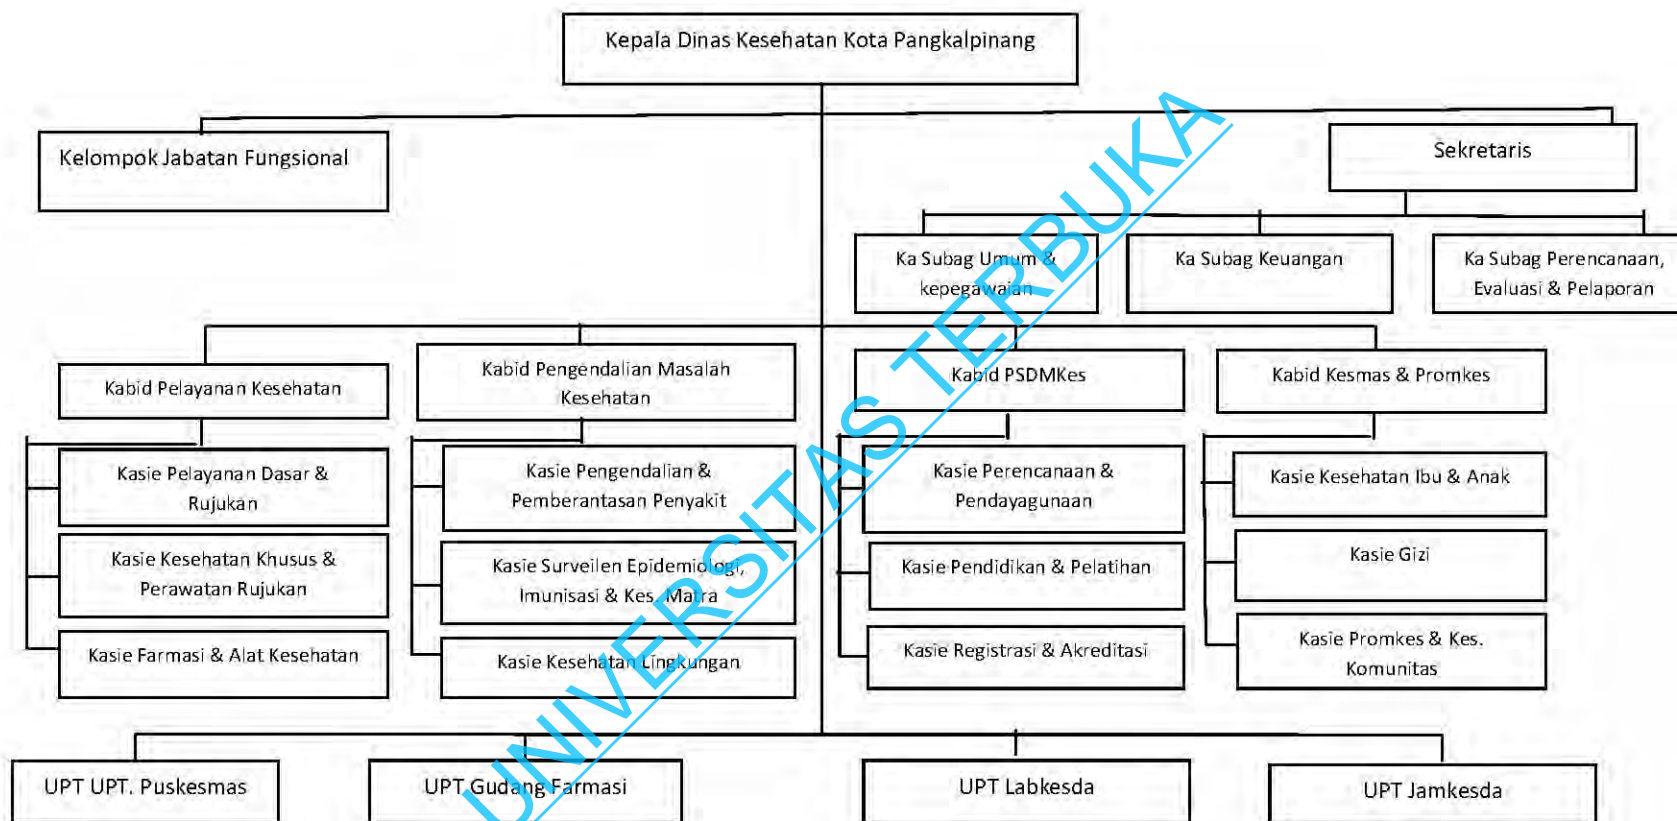 Kepala Dinas Kesehatan Kota Pangkalpinang
Kelompok Jabatan Fungsional
Sekretaris
Ka Subag Umum &
kepegawaian
Ka Subag Keuangan
Ka Subag Perencanaan,
Evaluasi & Pelaporan
Kabid Pelayanan Kesehatan
Kabid Pengendalian Masalah
Kesehatan
Kabid PSDMKes
Kabid Kesmas & Promkes
Kasie Pelayanan Dasar &
Rujukan
Kasie Kesehatan Khusus &
Perawatan Rujukan
Kasie Farmasi & Alat Kesehatan
Kasie Pengendalian &
Pemberantasan Penyakit
Kasie Surveilen Epidemiologi,
Imunisasi & Kes. Matra
Kasie Kesehatan Lingkungan
Kasie Perencanaan &
Pendayagunaan
Kasie Pendidikan & Pelatihan
Kasie Registrasi & Akreditasi
Kasie Kesehatan Ibu & Anak
Kasie Gizi
Kasie Promkes & Kes.
Komunitas
UPT UPT. Puskesmas
UPT Gudang Farmasi
UPT Labkesda
UPT Jamkesda
UNIVERSITAS TERBUKA